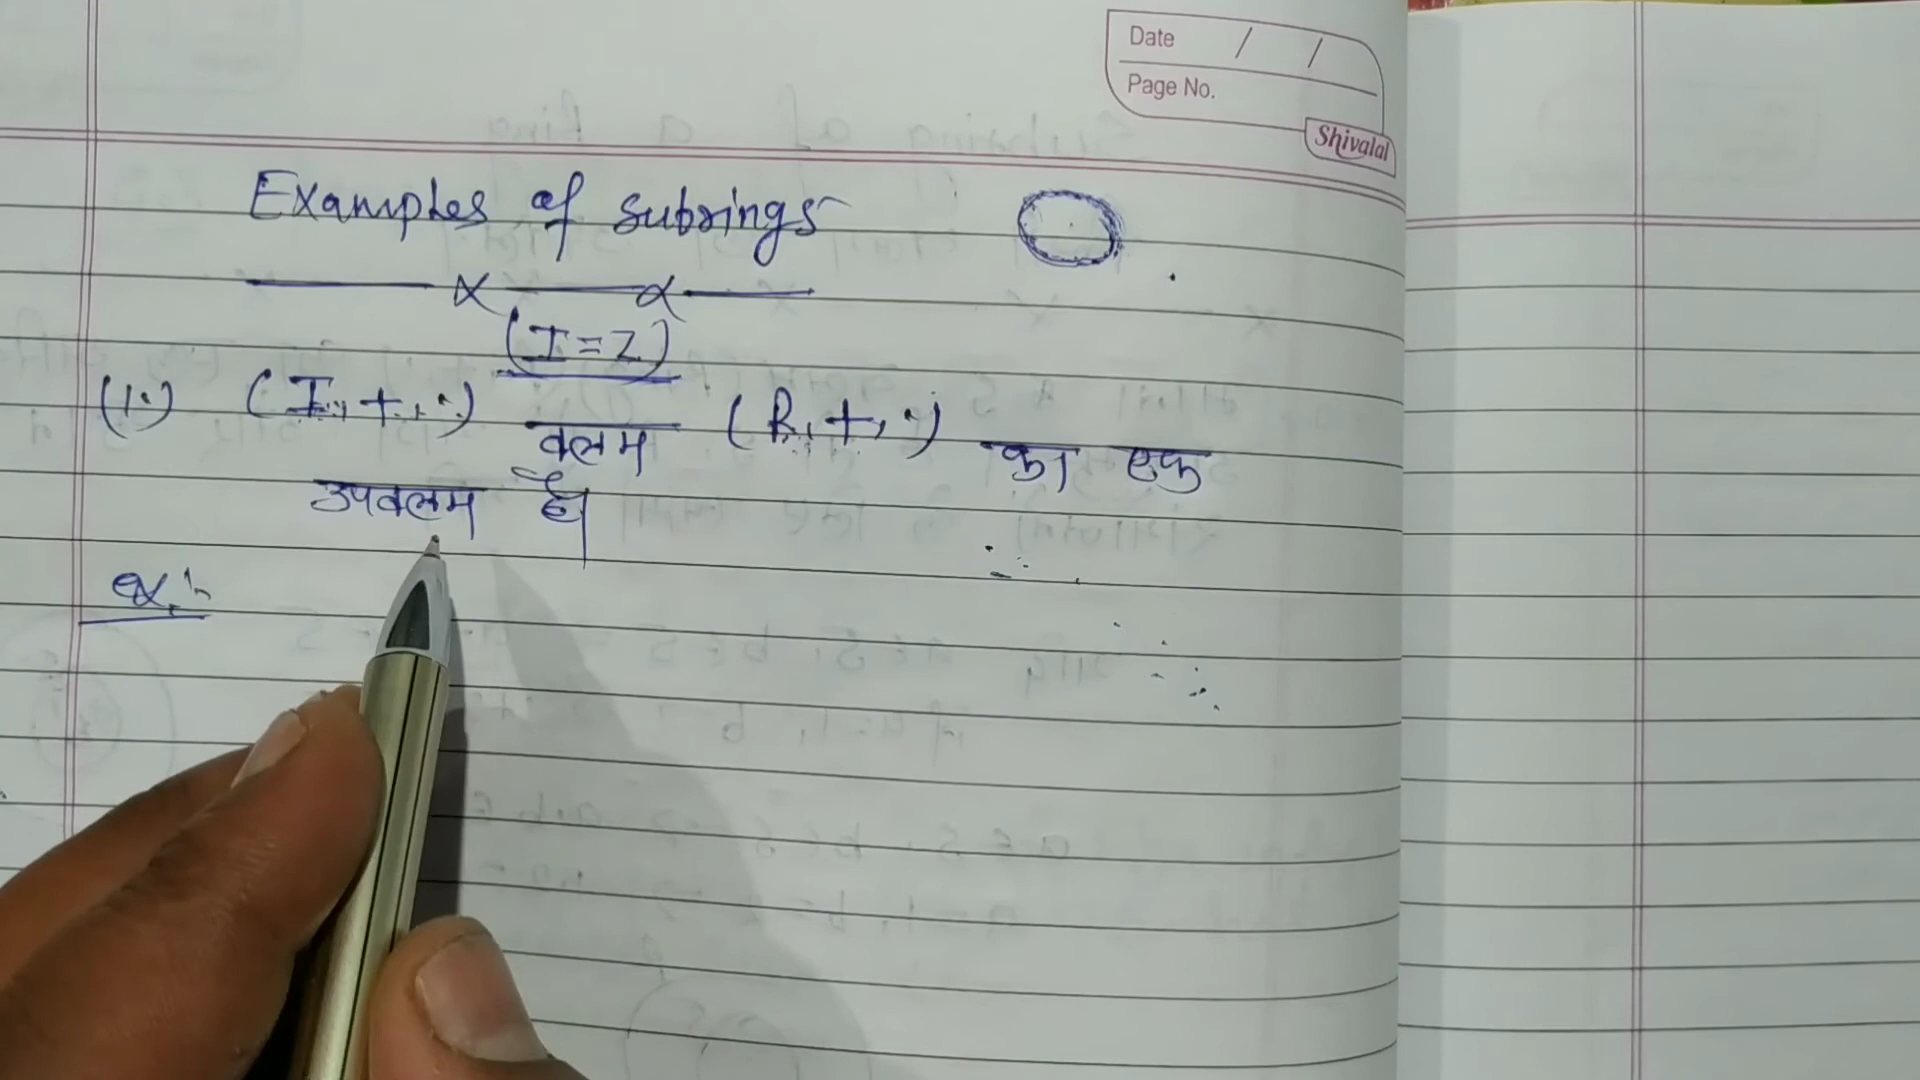 Date / /
Page No.
Shivalal
Examples of subrings
(I = Z)
(1.) (I, +, ·) वलय (R, +, ·) का एक
उपवलय है।
Ex.:-